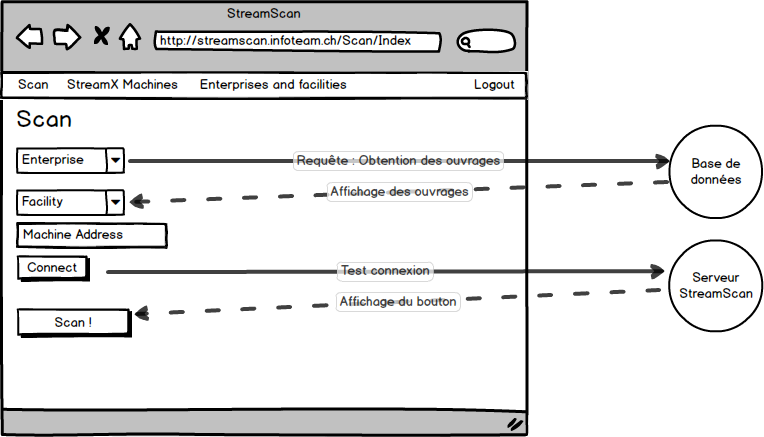 StreamScan
http://streamscan.infoteam.ch/Scan/Index
Scan StreamX Machines Enterprises and facilities Logout
Scan
Enterprise
Requête : Obtention des ouvrages
Base de
données
Affichage des ouvrages
Facility
Machine Address
Connect
Test connexion
Serveur
StreamScan
Affichage du bouton
Scan !